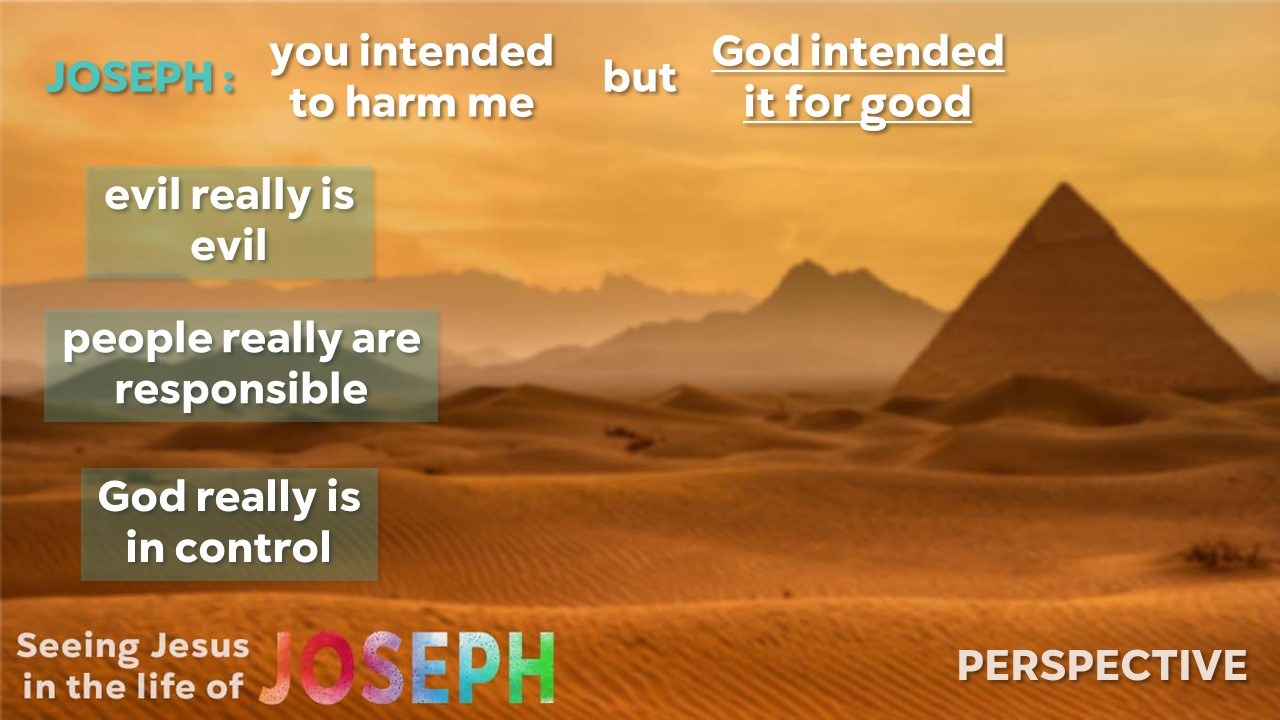 JOSEPH :
you intended
to harm me
but
God intended
it for good
evil really is
evil
people really are
responsible
God really is
in control
Seeing Jesus
in the life of
JOSEPH
PERSPECTIVE